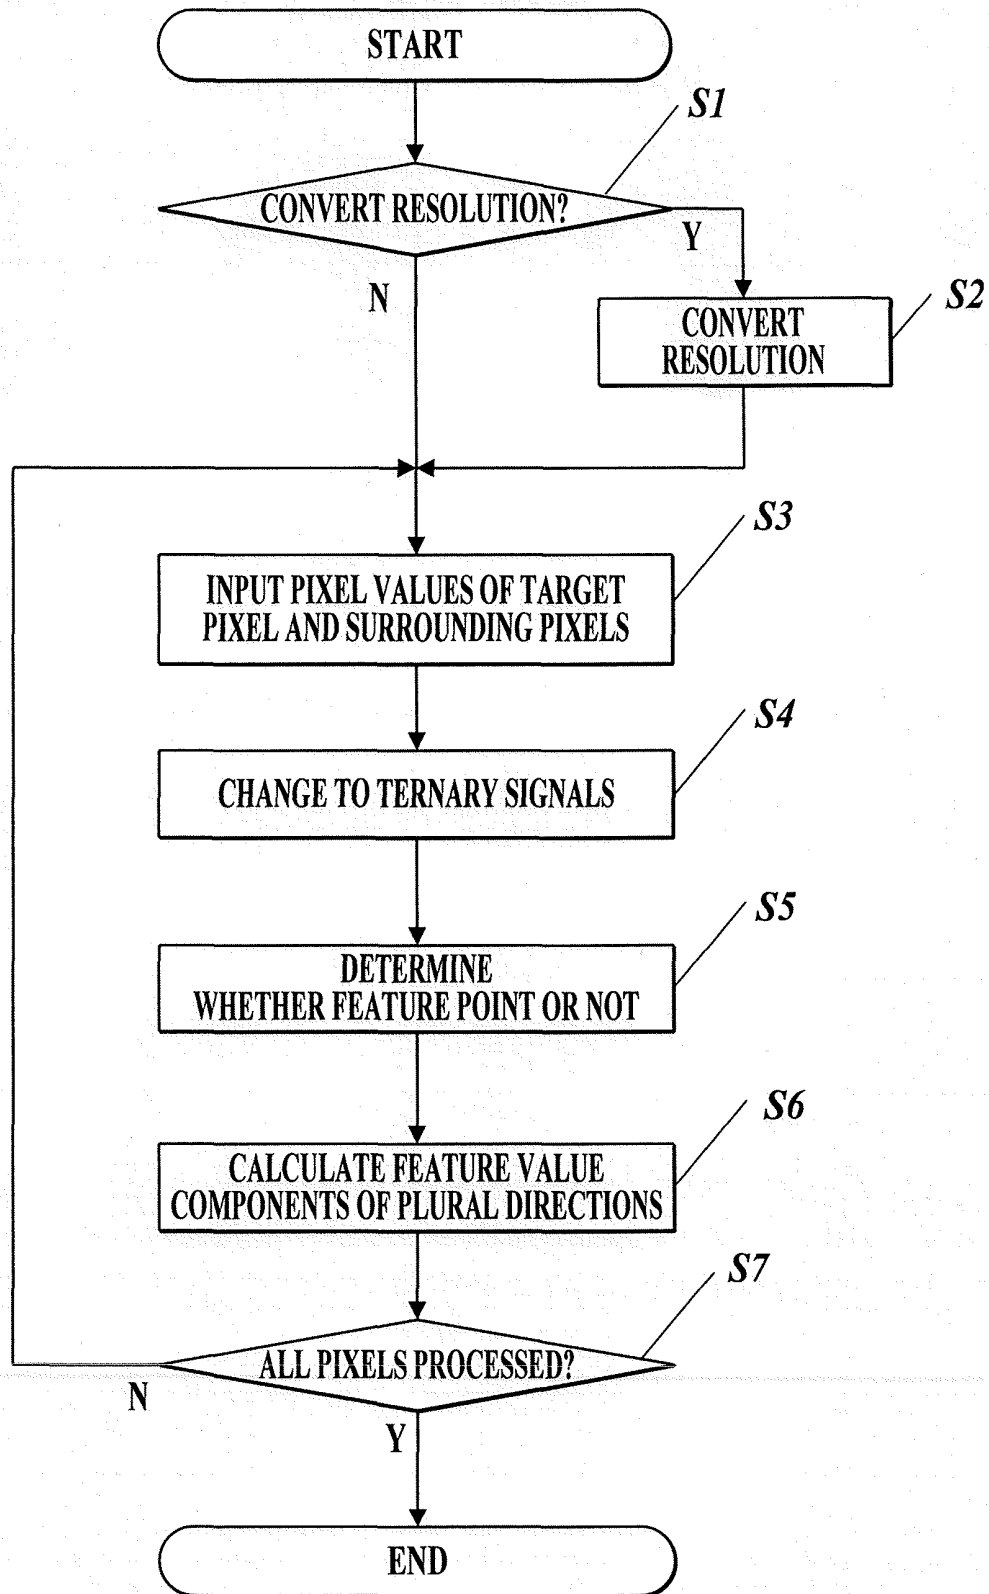 START
S1
CONVERT RESOLUTION?
Y
N
S2
CONVERT
RESOLUTION
S3
INPUT PIXEL VALUES OF TARGET
PIXEL AND SURROUNDING PIXELS
S4
CHANGE TO TERNARY SIGNALS
S5
DETERMINE
WHETHER FEATURE POINT OR NOT
S6
CALCULATE FEATURE VALUE
COMPONENTS OF PLURAL DIRECTIONS
S7
ALL PIXELS PROCESSED?
N
Y
END